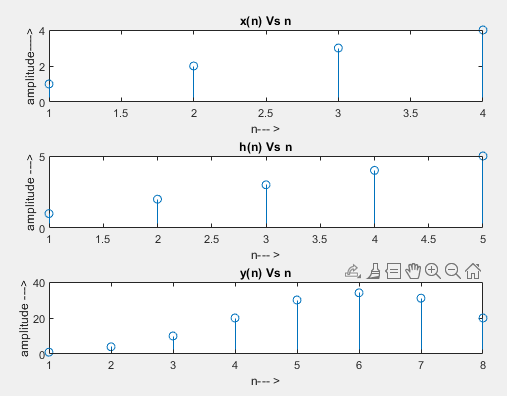 x(n) Vs n
amplitude---->
4
2
0
1 1.5 2 2.5 3 3.5 4
n--- >
h(n) Vs n
amplitude --->
5
0
1 1.5 2 2.5 3 3.5 4 4.5 5
n--- >
y(n) Vs n
amplitude --->
40
20
0
1 2 3 4 5 6 7 8
n--- >